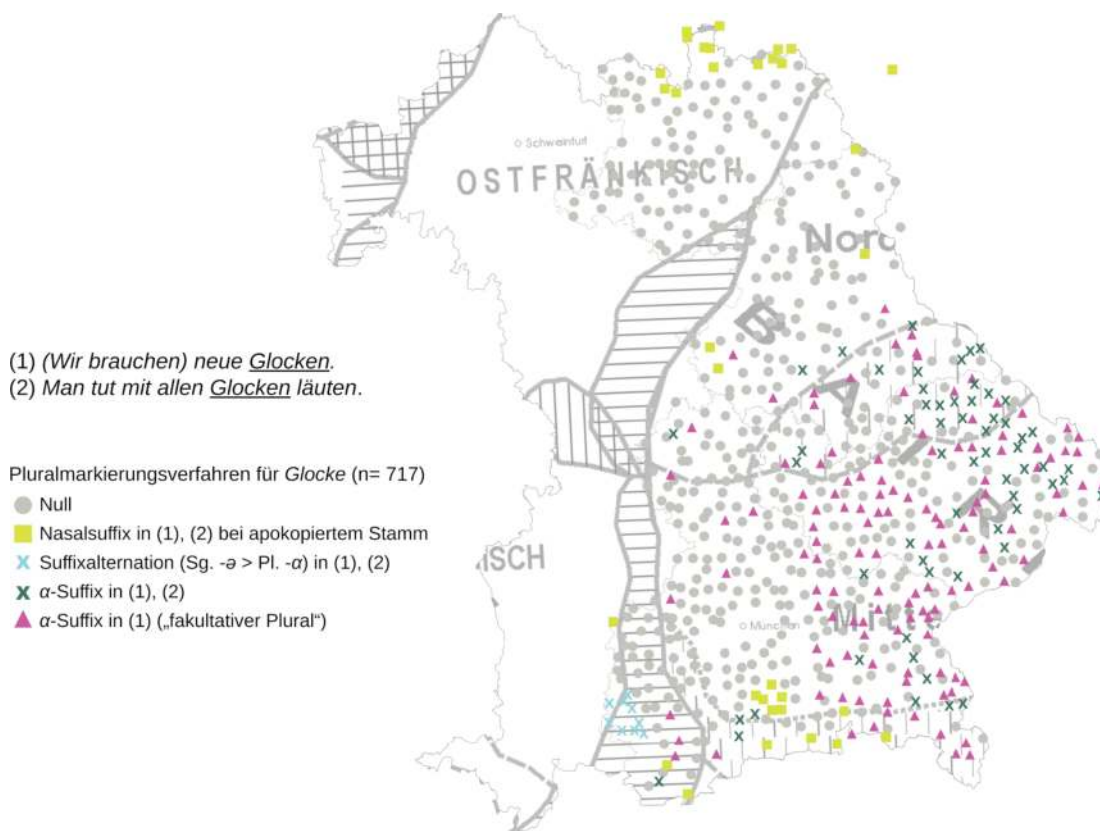 Schweinfurt
OSTFRÄNKISCH
Nord
BAIR
(1) (Wir brauchen) neue Glocken.
(2) Man tut mit allen Glocken läuten.
Pluralmarkierungsverfahren für Glocke (n= 717)
Null
Nasalsuffix in (1), (2) bei apokopiertem Stamm
ISCH
Suffixalternation (Sg. -ə > Pl. -ɑ) in (1), (2)
ɑ-Suffix in (1), (2)
ɑ-Suffix in (1) („fakultativer Plural“)
München
Mitte